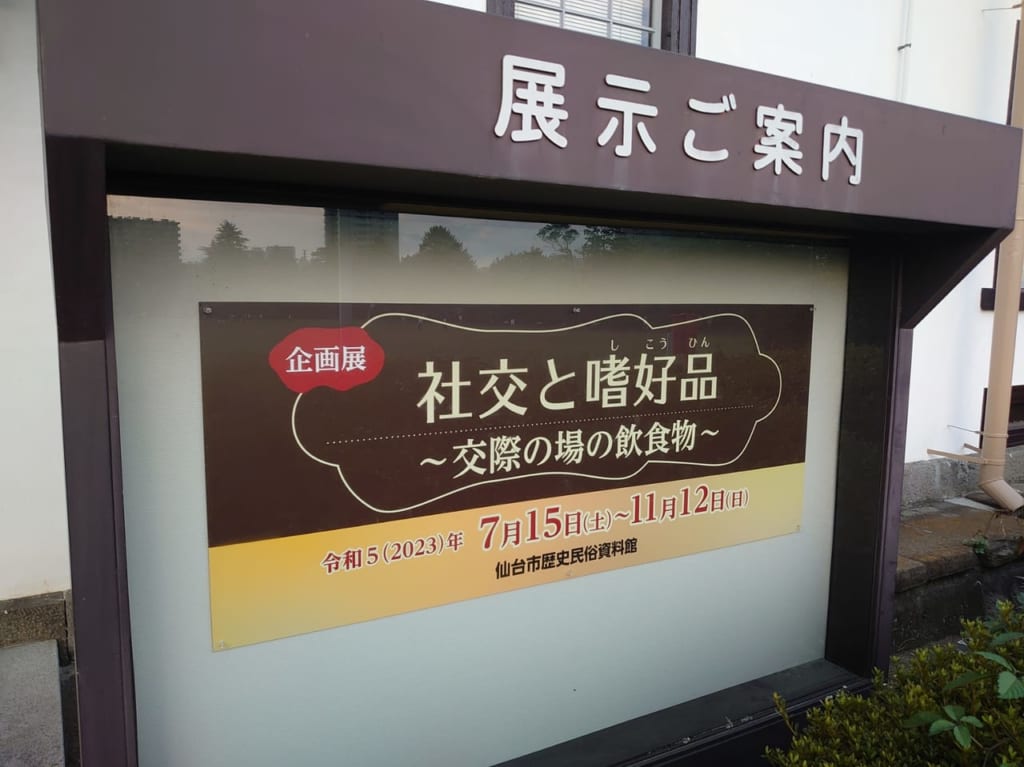 展示ご案内
企画展
しこうひん
社交と嗜好品
～交際の場の飲食物～
令和5(2023)年 7月15日(土)～11月12日(日)
仙台市歴史民俗資料館